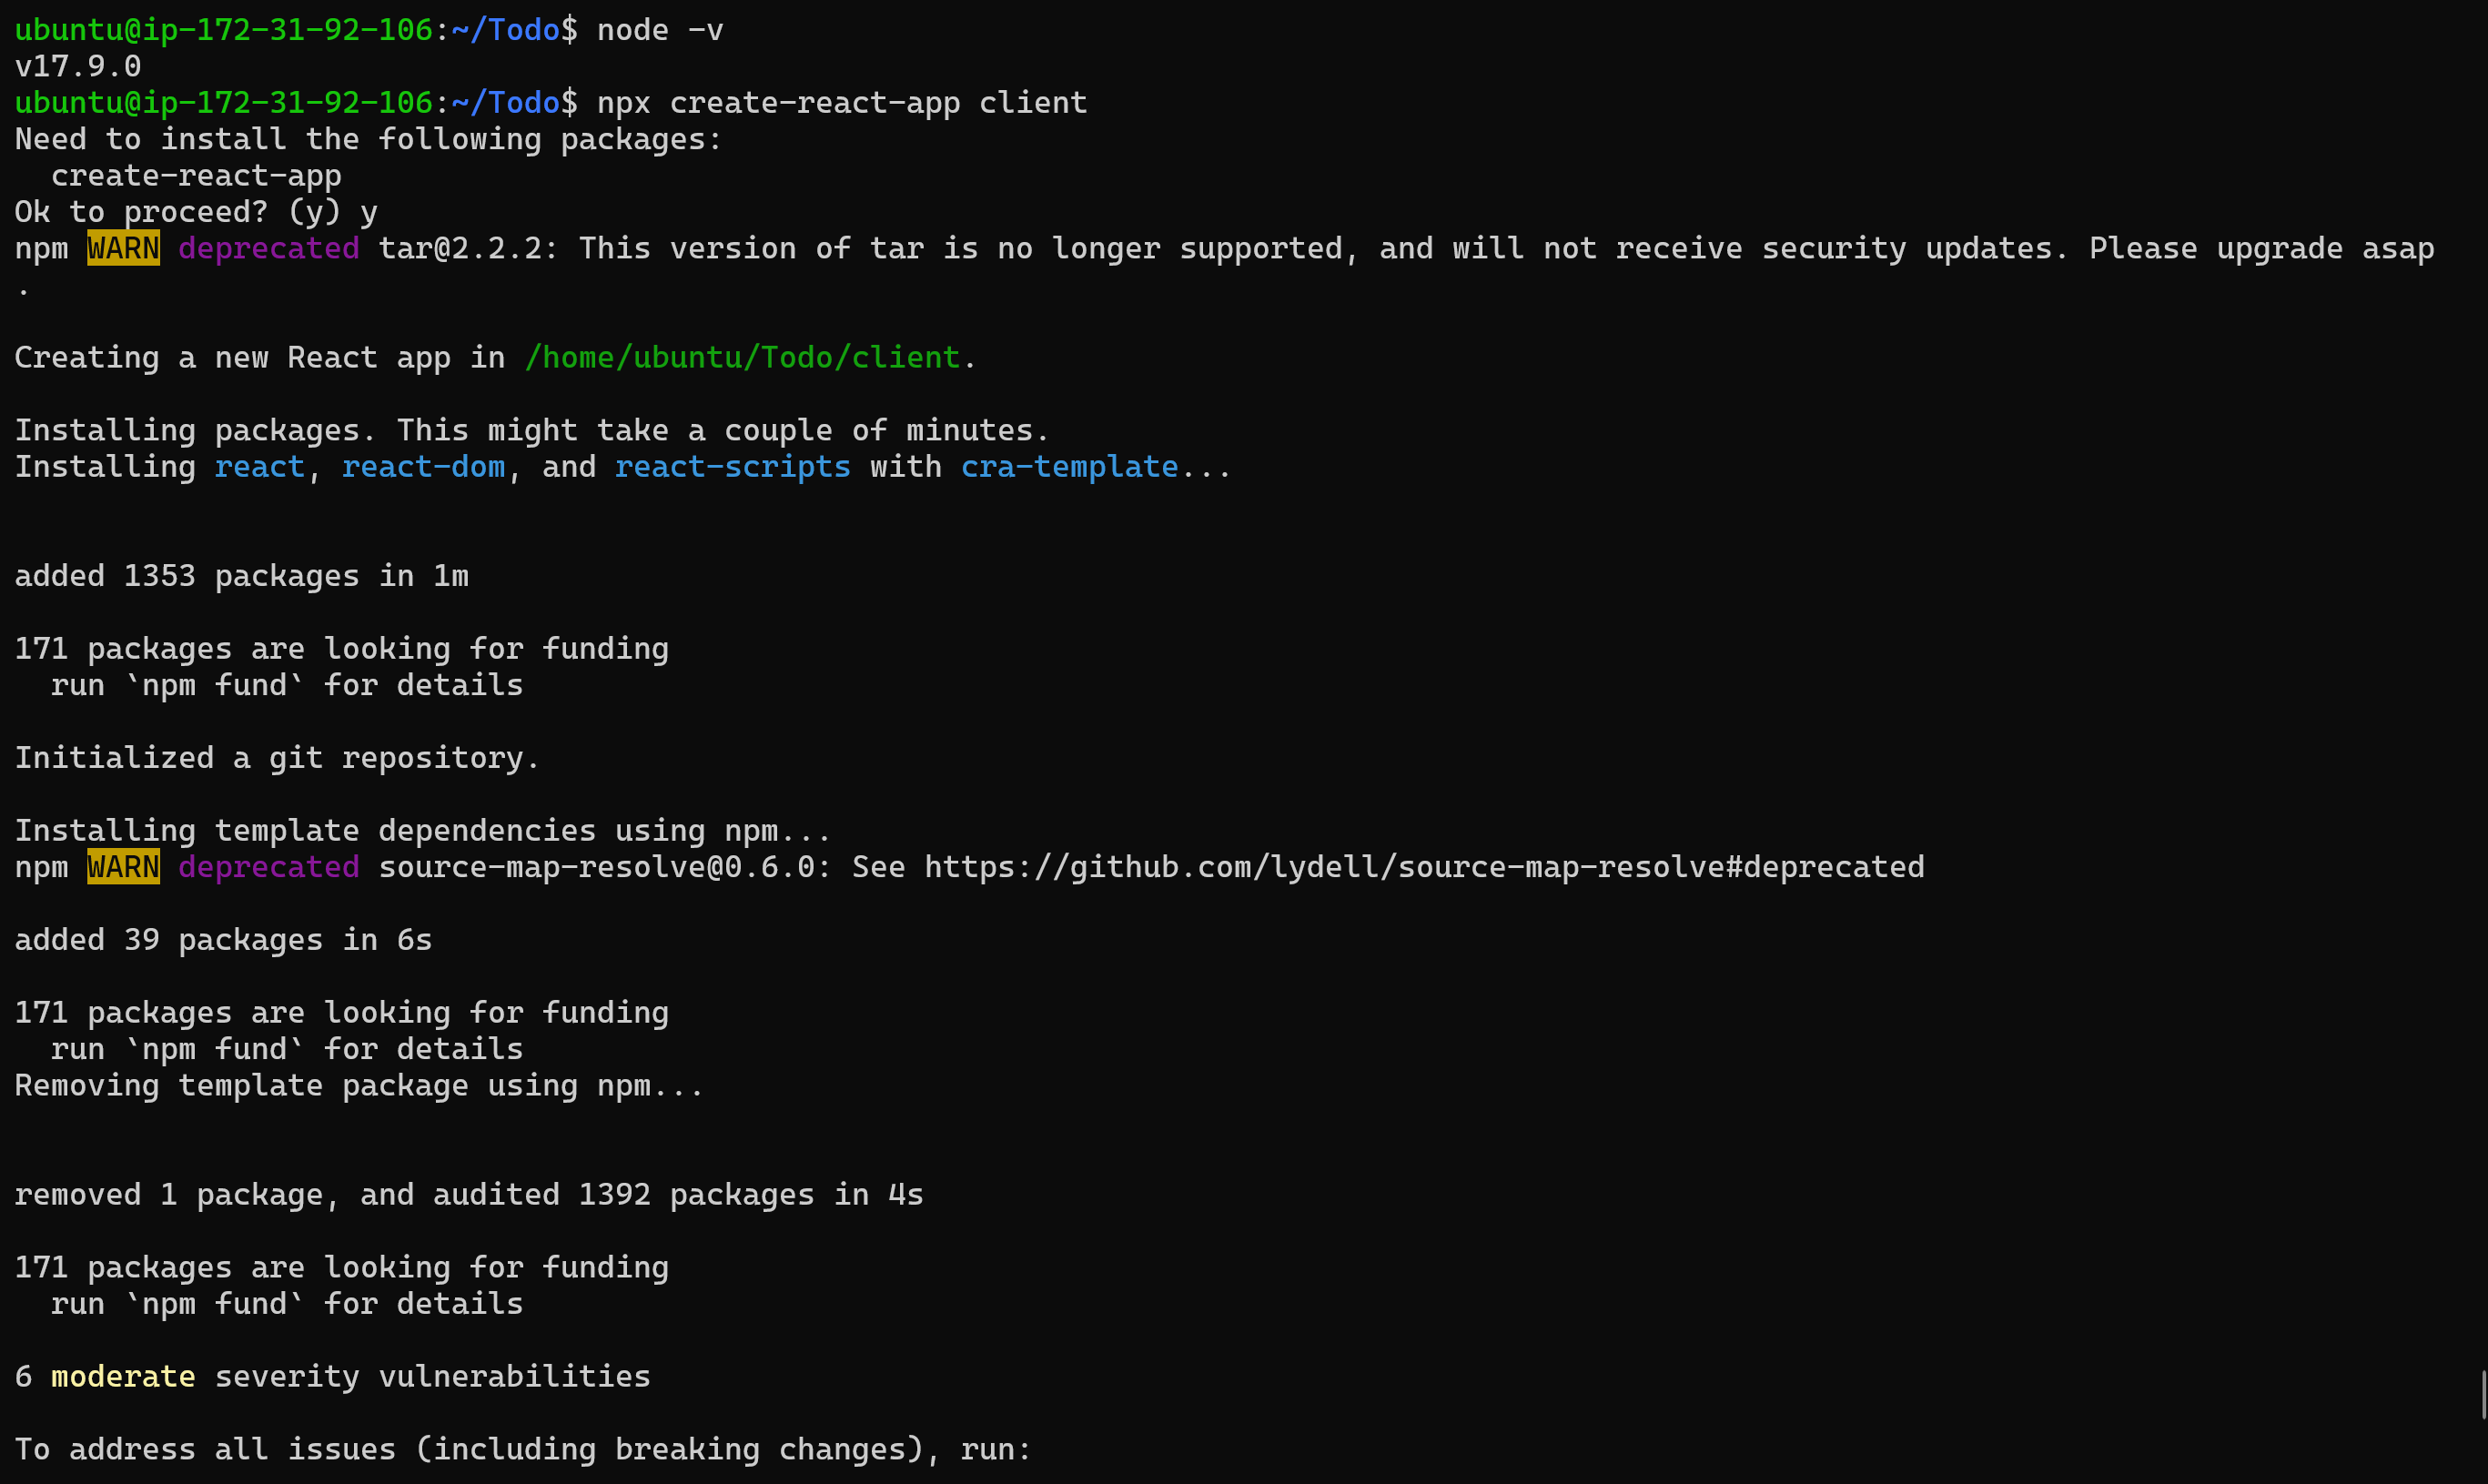 ubuntu@ip-172-31-92-106:~/Todo$ node -v
v17.9.0
ubuntu@ip-172-31-92-106:~/Todo$ npx create-react-app client
Need to install the following packages:
  create-react-app
Ok to proceed? (y) y
npm WARN deprecated tar@2.2.2: This version of tar is no longer supported, and will not receive security updates. Please upgrade asap
.
Creating a new React app in /home/ubuntu/Todo/client.
Installing packages. This might take a couple of minutes.
Installing react, react-dom, and react-scripts with cra-template...
added 1353 packages in 1m
171 packages are looking for funding
  run `npm fund` for details
Initialized a git repository.
Installing template dependencies using npm...
npm WARN deprecated source-map-resolve@0.6.0: See https://github.com/lydell/source-map-resolve#deprecated
added 39 packages in 6s
171 packages are looking for funding
  run `npm fund` for details
Removing template package using npm...
removed 1 package, and audited 1392 packages in 4s
171 packages are looking for funding
  run `npm fund` for details
6 moderate severity vulnerabilities
To address all issues (including breaking changes), run: